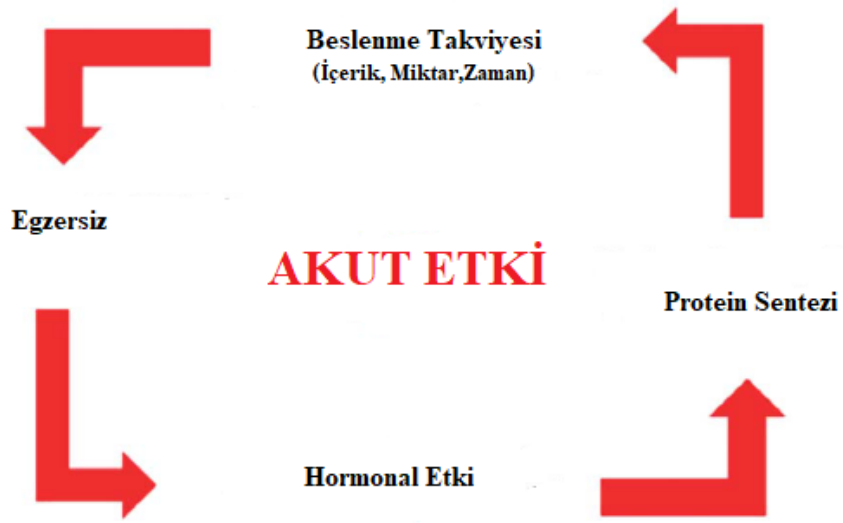 Beslenme Takviyesi
(İçerik, Miktar,Zaman)
Egzersiz
AKUT ETKİ
Protein Sentezi
Hormonal Etki